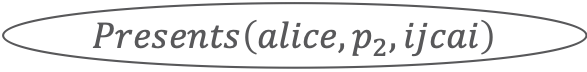 Presents(alice, p₂, ijcai)